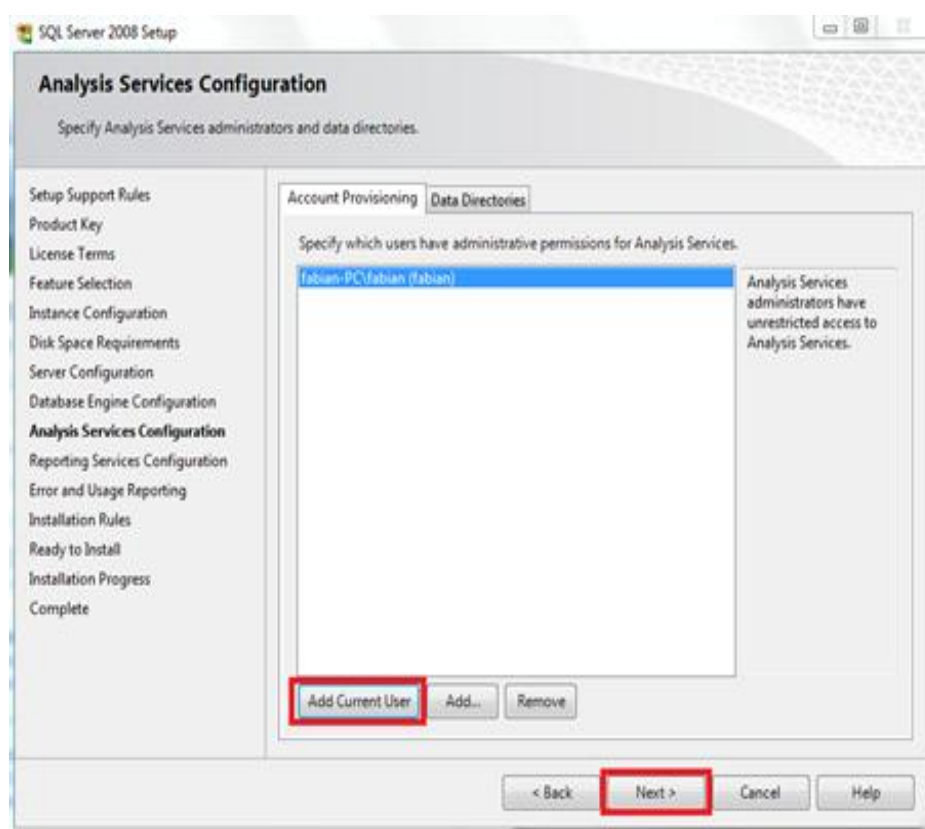 SQL Server 2008 Setup
Analysis Services Configuration
Specify Analysis Services administrators and data directories.
Setup Support Rules
Product Key
License Terms
Feature Selection
Instance Configuration
Disk Space Requirements
Server Configuration
Database Engine Configuration
Analysis Services Configuration
Reporting Services Configuration
Error and Usage Reporting
Installation Rules
Ready to Install
Installation Progress
Complete
Account Provisioning
Data Directories
Specify which users have administrative permissions for Analysis Services.
fabian-PC\fabian (fabian)
Analysis Services
administrators have
unrestricted access to
Analysis Services.
Add Current User
Add...
Remove
< Back
Next >
Cancel
Help